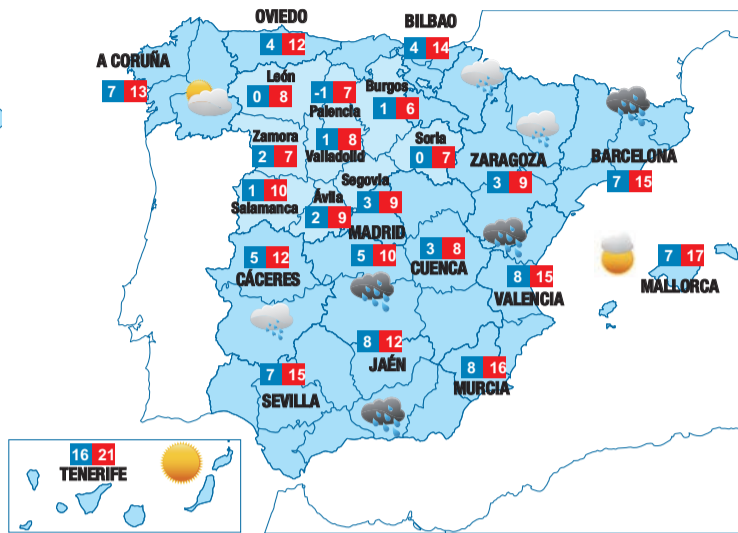 OVIEDO
4 12
BILBAO
4 14
A CORUÑA
7 13
León
0 8
-1 7
Palencia
Burgos
1 6
Zamora
2 7
1 8
Valladolid
Soria
0 7
ZARAGOZA
3 9
BARCELONA
7 15
1 10
Salamanca
Ávila
2 9
Segovia
3 9
MADRID
5 10
3 8
CUENCA
5 12
CÁCERES
8 15
VALENCIA
7 17
MALLORCA
8 12
JAÉN
7 15
SEVILLA
8 16
MURCIA
16 21
TENERIFE